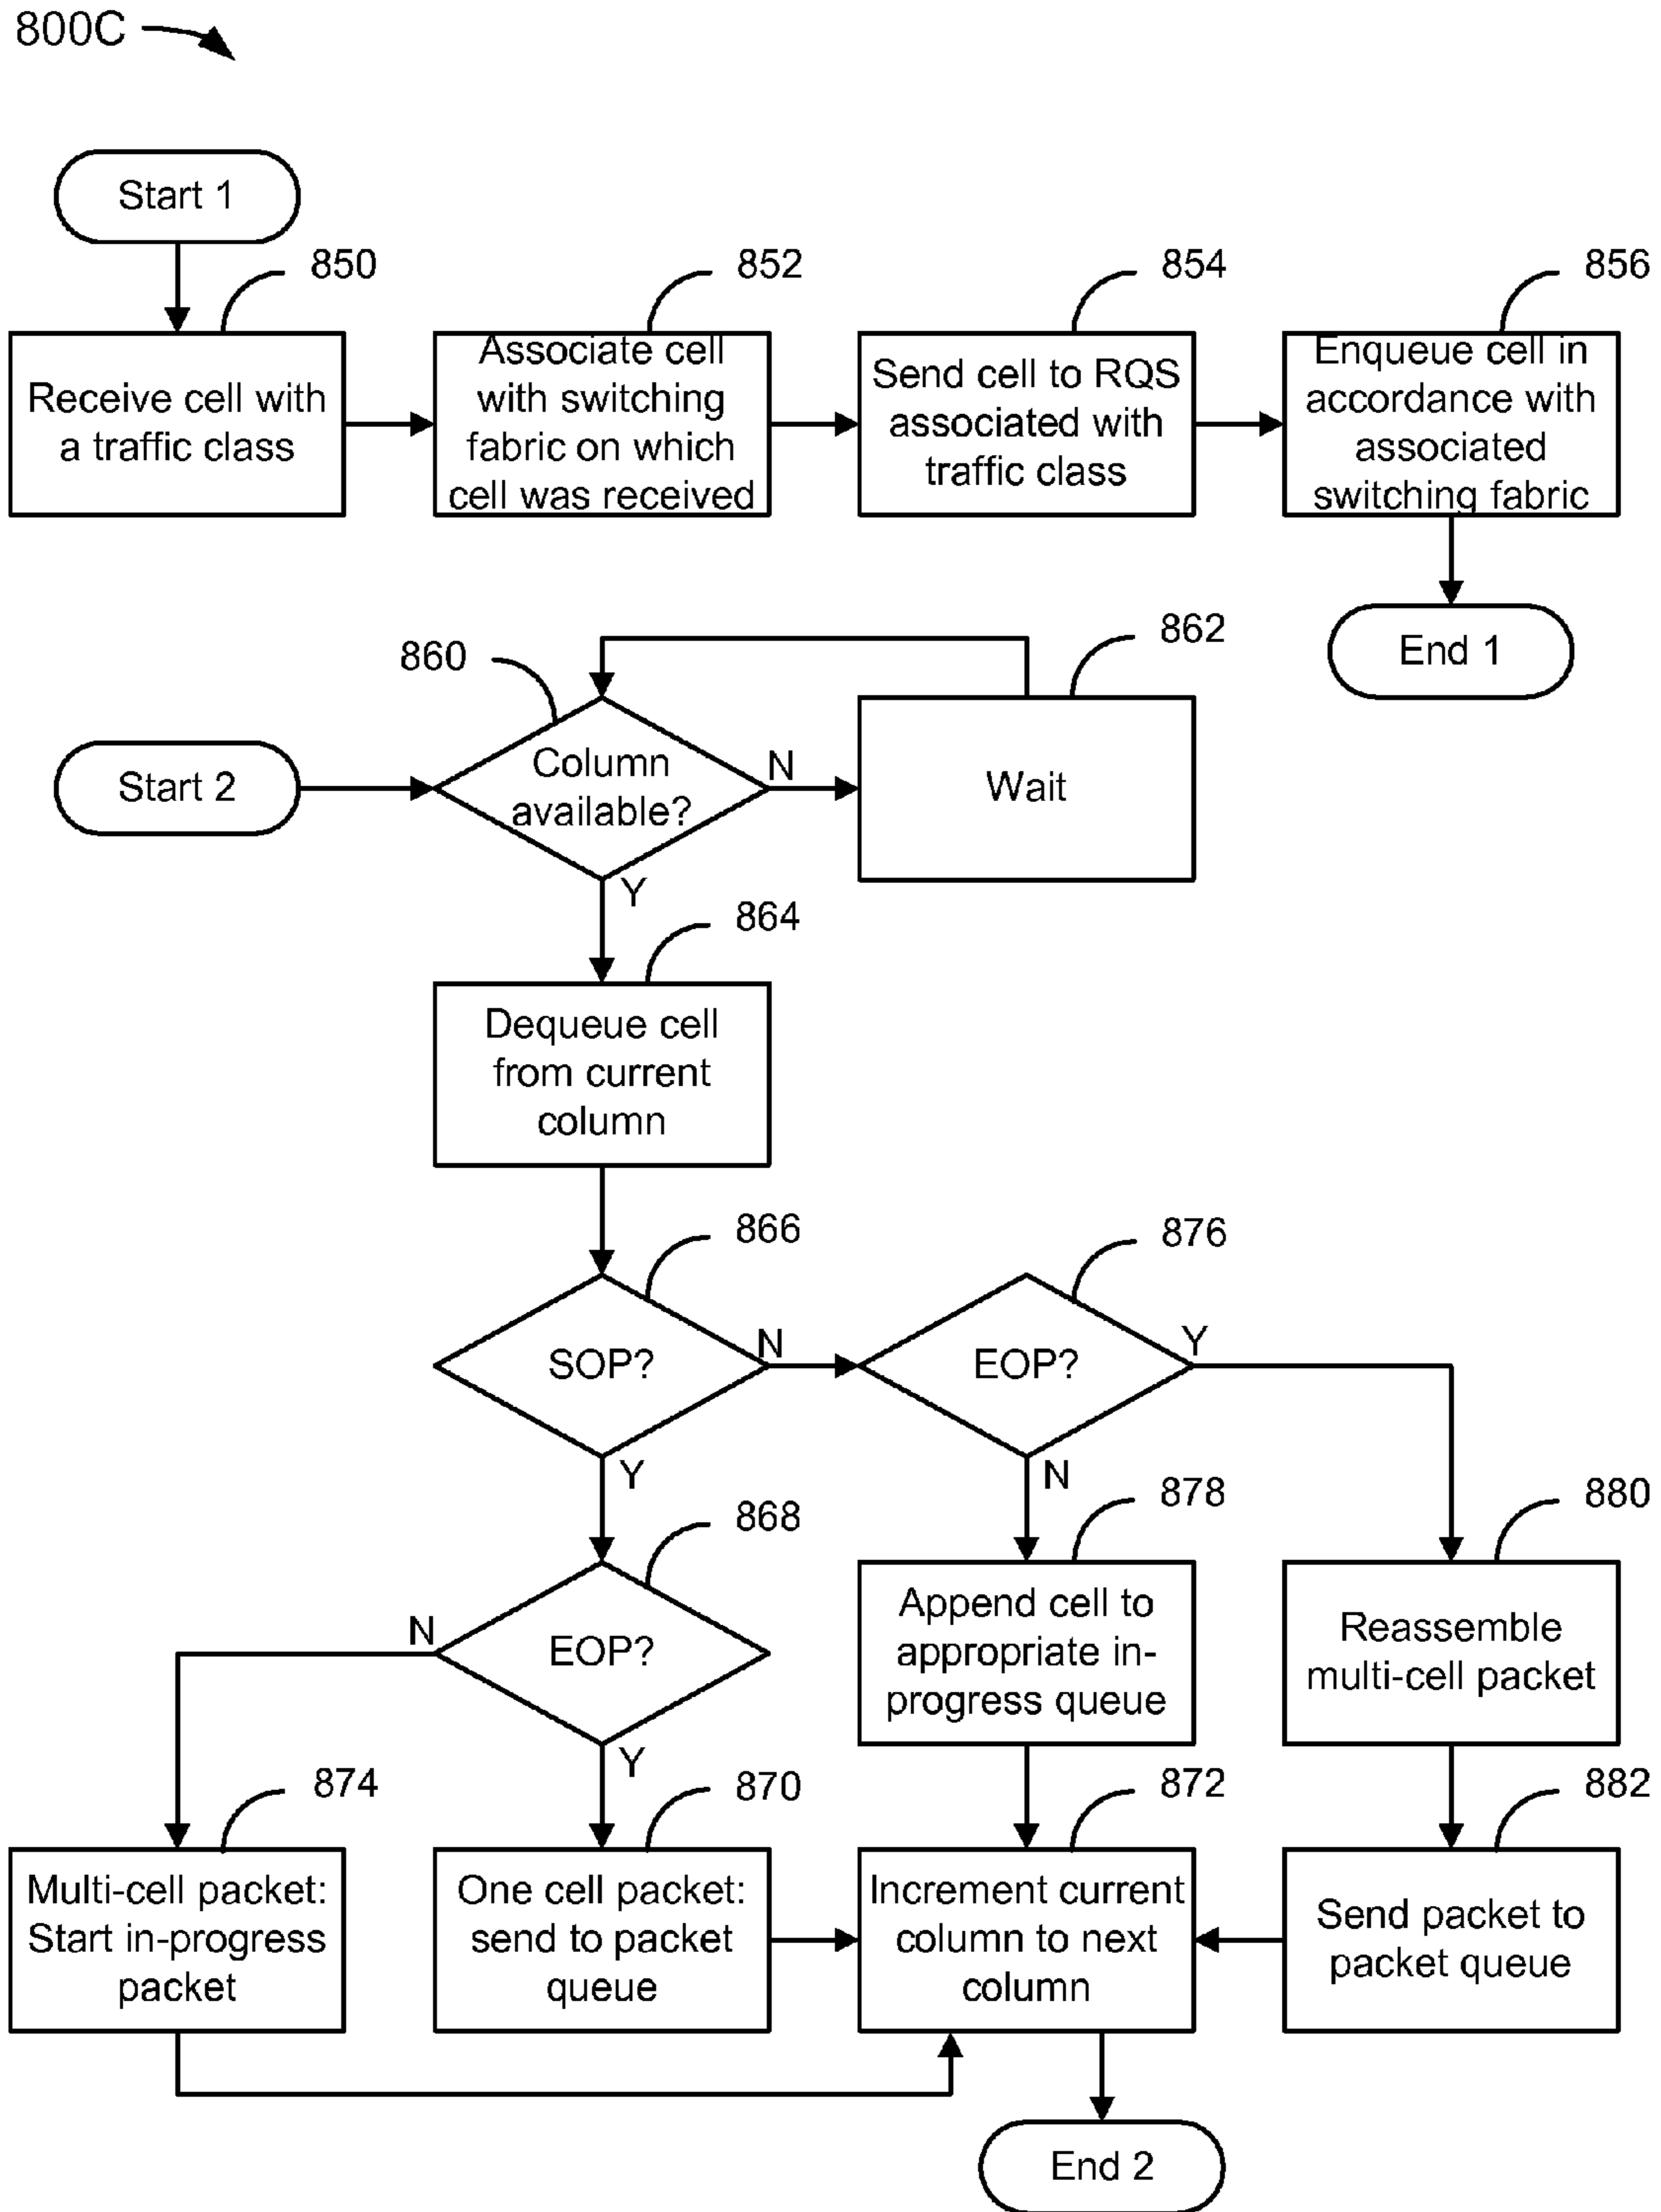 800C
Start 1
850
852
854
856
Receive cell with
a traffic class
Associate cell
with switching
fabric on which
cell was received
Send cell to RQS
associated with
traffic class
Enqueue cell in
accordance with
associated
switching fabric
End 1
860
862
Start 2
Column
available?
N
Wait
Y
864
Dequeue cell
from current
column
866
876
SOP?
N
EOP?
Y
Y
N
868
878
880
N
EOP?
Append cell to
appropriate in-
progress queue
Reassemble
multi-cell packet
Y
874
870
872
882
Multi-cell packet:
Start in-progress
packet
One cell packet:
send to packet
queue
Increment current
column to next
column
Send packet to
packet queue
End 2